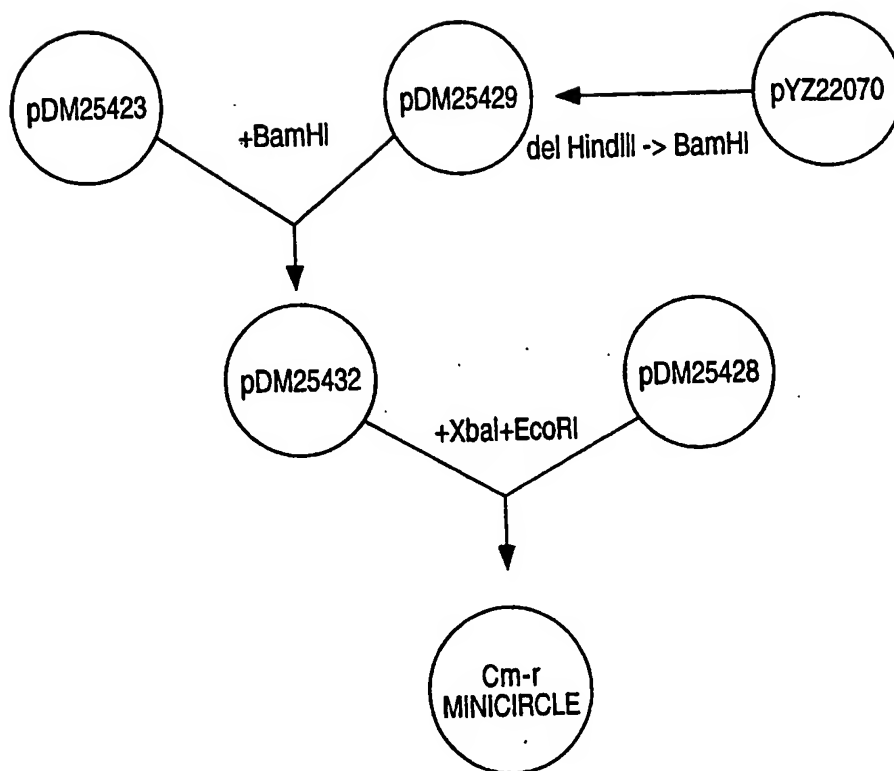 pDM25423
pDM25429
pYZ22070
+BamHI
del HindIII -> BamHI
pDM25432
pDM25428
+XbaI+EcoRI
Cm-r
MINICIRCLE